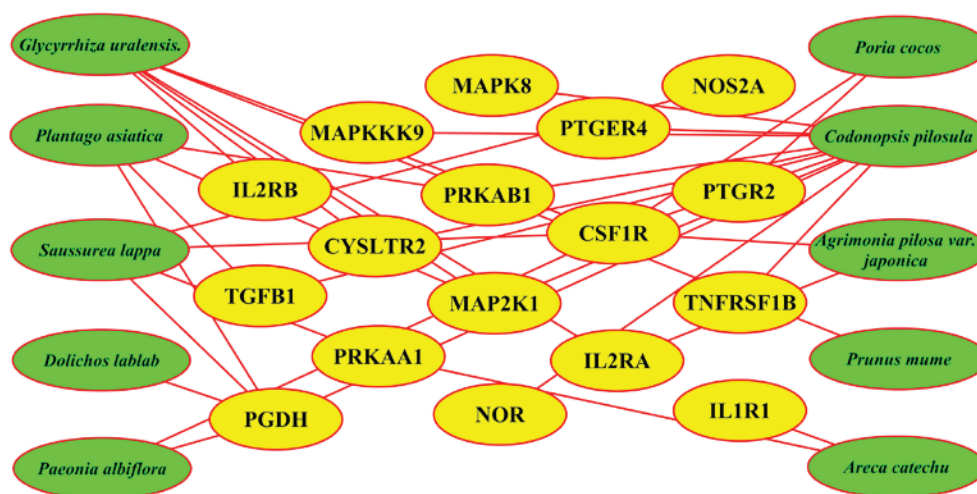 Glycyrrhiza uralensis.
Poria cocos
MAPK8
NOS2A
Plantago asiatica
MAPKKK9
PTGER4
Codonopsis pilosula
IL2RB
PRKAB1
PTGR2
Saussurea lappa
CYSLTR2
CSF1R
Agrimonia pilosa var.
japonica
TGFB1
MAP2K1
TNFRSF1B
Dolichos lablab
PRKAA1
IL2RA
Prunus mume
PGDH
NOR
IL1R1
Paeonia albiflora
Areca catechu